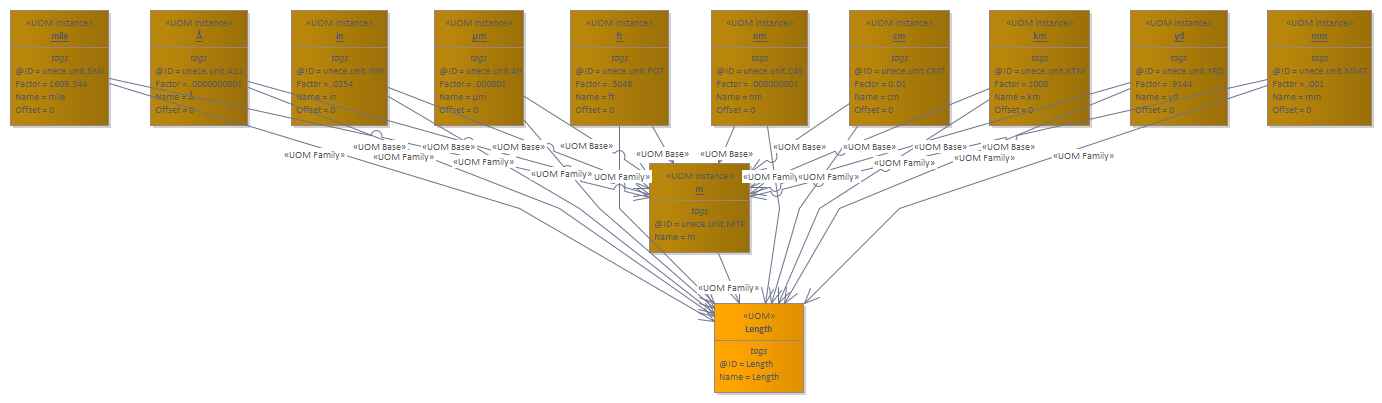 «UOM instance»
mile
tags
@ID = unece.unit.SMI
Factor = 1609.344
Name = mile
Offset = 0
«UOM instance»
Å
tags
@ID = unece.unit.A11
Factor = .0000000001
Name = Å
Offset = 0
«UOM instance»
in
tags
@ID = unece.unit.INH
Factor = .0254
Name = in
Offset = 0
«UOM instance»
µm
tags
@ID = unece.unit.4H
Factor = .000001
Name = µm
Offset = 0
«UOM instance»
ft
tags
@ID = unece.unit.FOT
Factor = .3048
Name = ft
Offset = 0
«UOM instance»
nm
tags
@ID = unece.unit.C45
Factor = .000000001
Name = nm
Offset = 0
«UOM instance»
cm
tags
@ID = unece.unit.CMT
Factor = 0.01
Name = cm
Offset = 0
«UOM instance»
km
tags
@ID = unece.unit.KTM
Factor = 1000
Name = km
Offset = 0
«UOM instance»
yd
tags
@ID = unece.unit.YRD
Factor = .9144
Name = yd
Offset = 0
«UOM instance»
mm
tags
@ID = unece.unit.MMT
Factor = .001
Name = mm
Offset = 0
«UOM Base»
«UOM Base»
«UOM Base»
«UOM Base»
«UOM Base»
«UOM Base»
«UOM Base»
«UOM Base»
«UOM Base»
«UOM Base»
«UOM Family»
«UOM Family»
«UOM Family»
«UOM Family»
«UOM Family»
«UOM Family»
«UOM Family»
«UOM Family»
«UOM Family»
«UOM Family»
«UOM instance»
m
tags
@ID = unece.unit.MTR
Name = m
«UOM Family»
«UOM»
Length
tags
@ID = Length
Name = Length